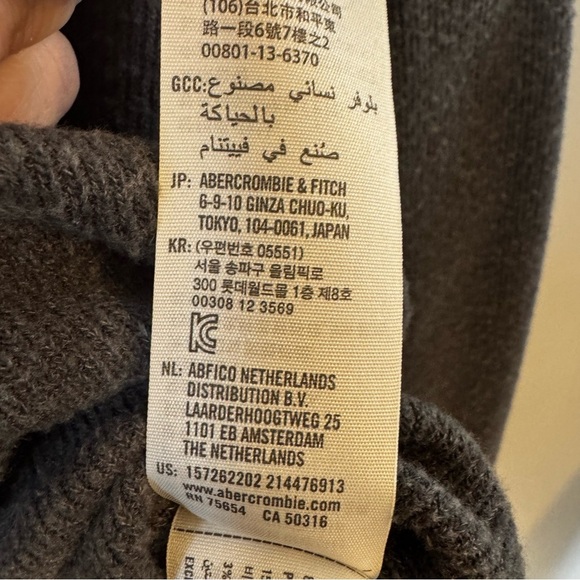 (106)台北市和平東
路一段6號7樓之2
00801-13-6370
GCC: بلوفر نسائي مصنوع
بالحياكة
صُنع في فييتنام
JP: ABERCROMBIE & FITCH
6-9-10 GINZA CHUO-KU,
TOKYO, 104-0061, JAPAN
KR: (우편번호 05551)
서울 송파구 올림픽로
300 롯데월드몰 1층 제8호
00308 12 3569
NL: ABFICO NETHERLANDS
DISTRIBUTION B.V.
LAARDERHOOGTWEG 25
1101 EB AMSTERDAM
THE NETHERLANDS
US: 157262202 214476913
www.abercrombie.com
RN 75654 CA 50316